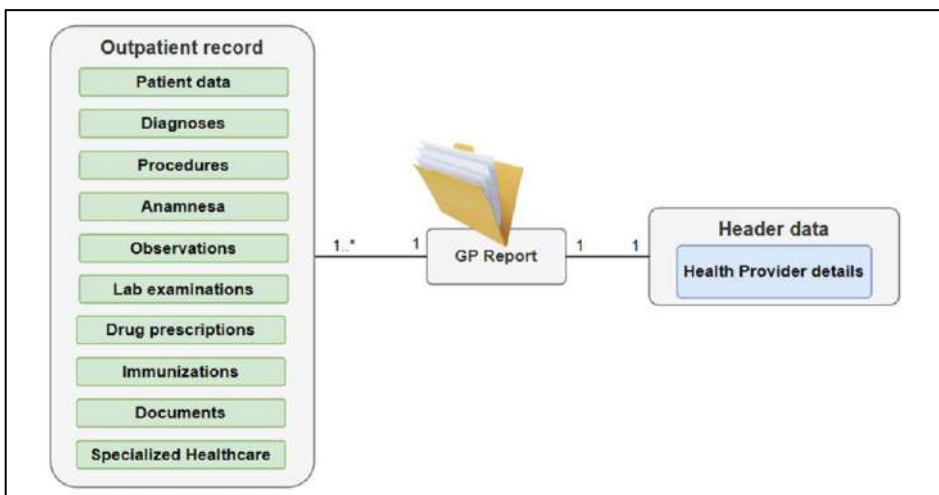 Outpatient record
Patient data
Diagnoses
Procedures
Anamnesa
Observations
Lab examinations
Drug prescriptions
Immunizations
Documents
Specialized Healthcare
1..*
1
GP Report
1
1
Header data
Health Provider details